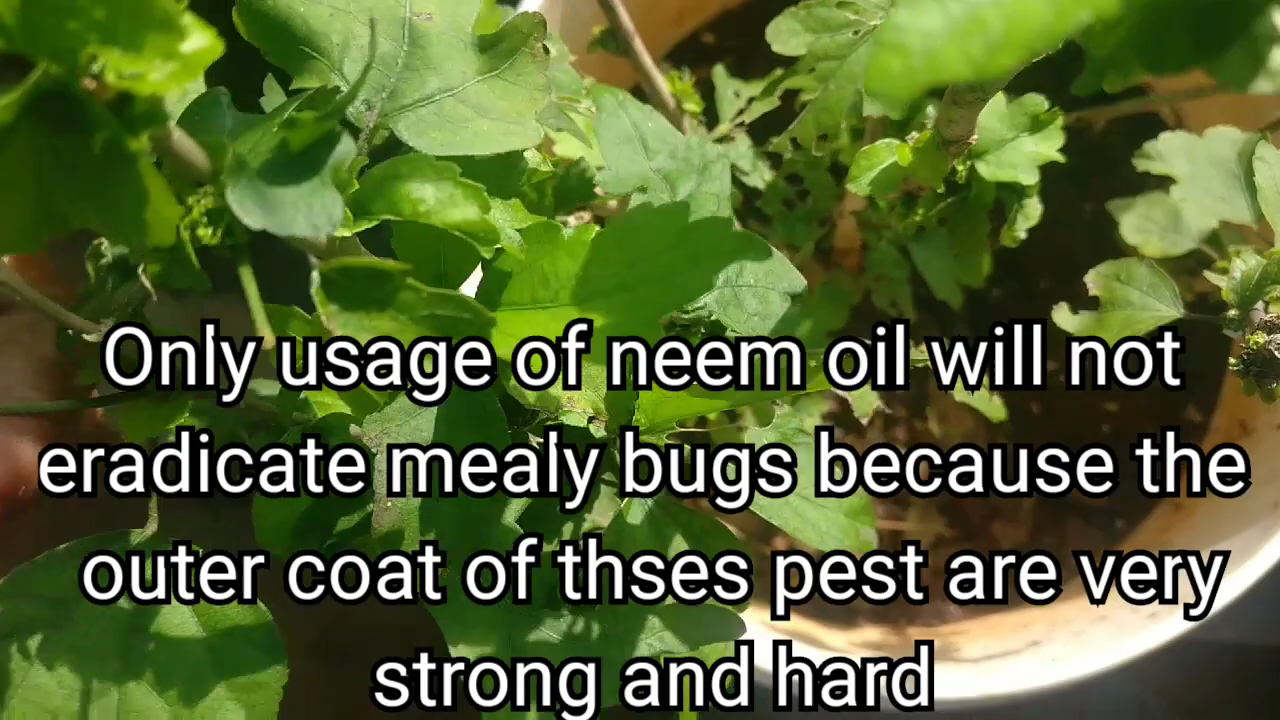 Only usage of neem oil will not
eradicate mealy bugs because the
outer coat of thses pest are very
strong and hard